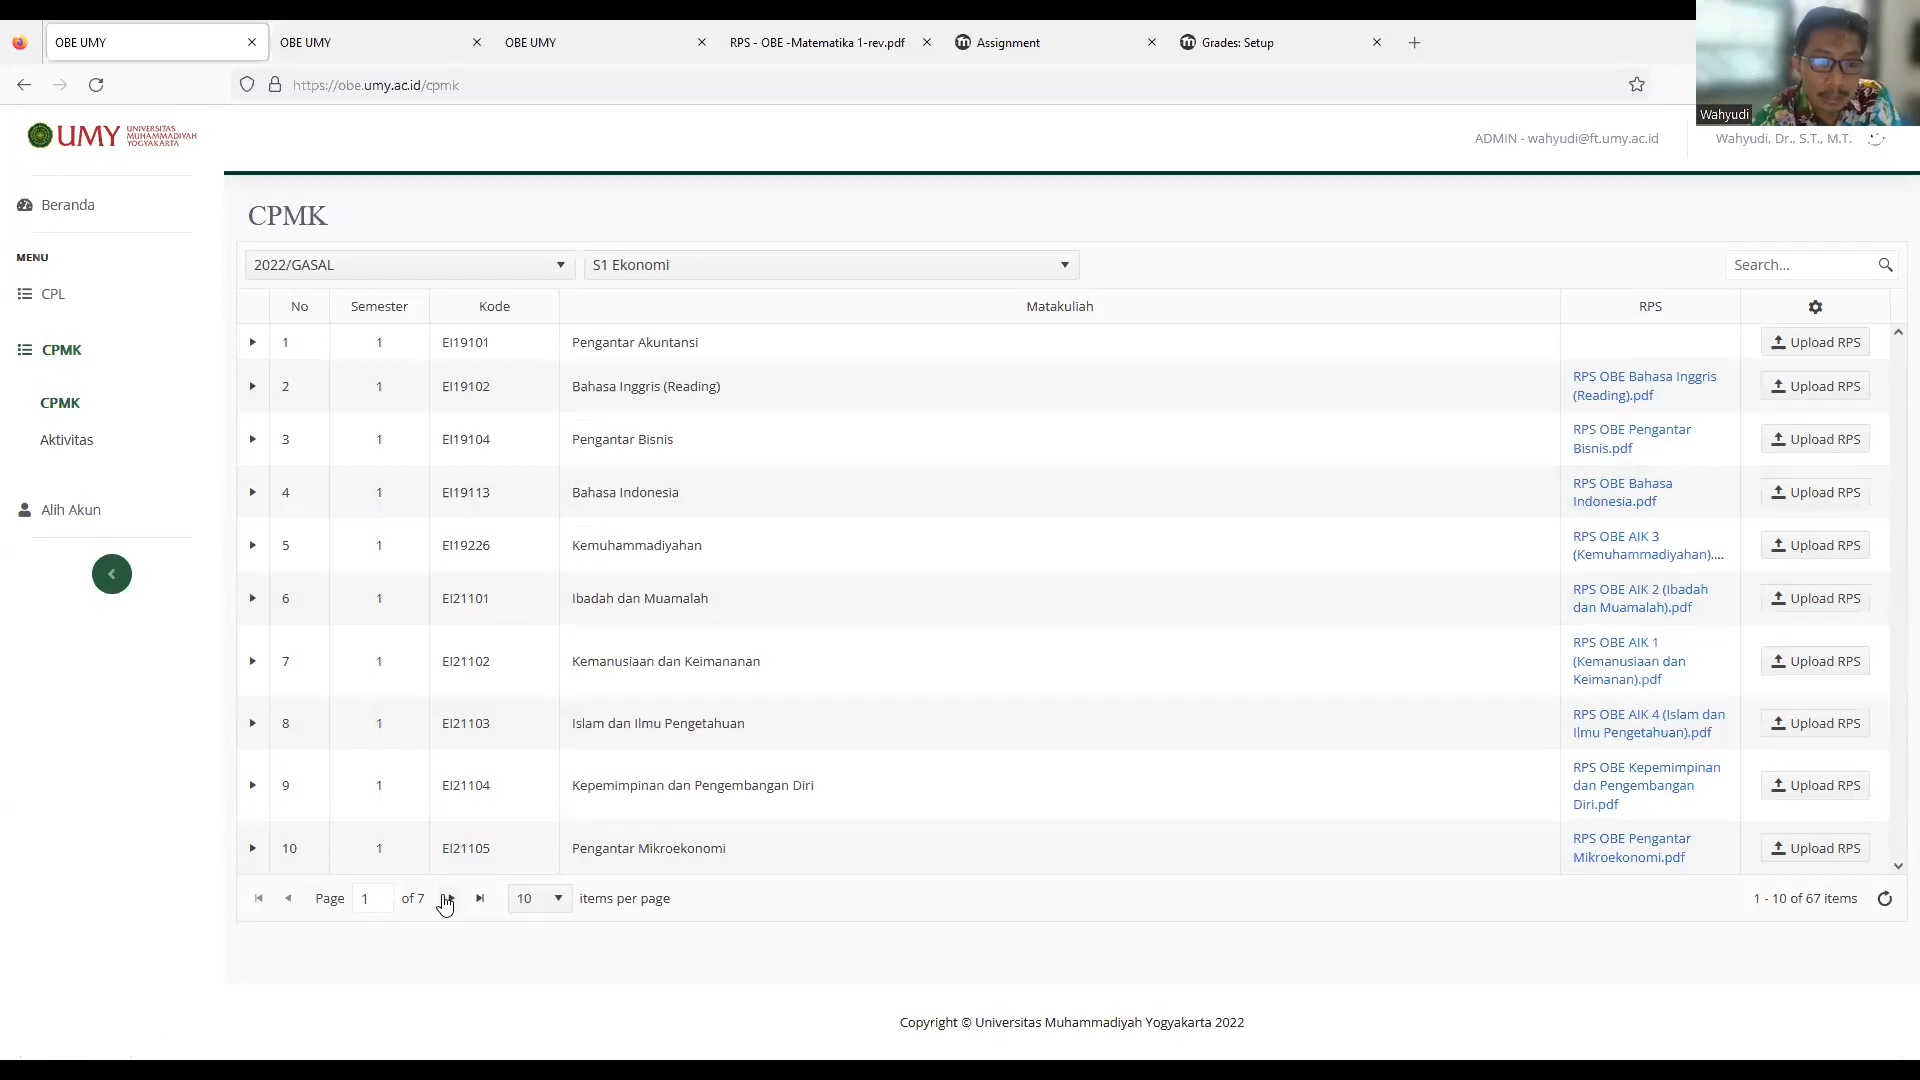 OBE UMY
OBE UMY
OBE UMY
RPS - OBE -Matematika 1-rev.pdf
Assignment
Grades: Setup
https://obe.umy.ac.id/cpmk
Wahyudi
UMY UNIVERSITAS MUHAMMADIYAH YOGYAKARTA
ADMIN - wahyudi@ft.umy.ac.id
Wahyudi, Dr., S.T., M.T.
Beranda
MENU
CPL
CPMK
CPMK
Aktivitas
Alih Akun
CPMK
2022/GASAL
S1 Ekonomi
Search...
No Semester Kode Matakuliah RPS
1 1 EI19101 Pengantar Akuntansi Upload RPS
2 1 EI19102 Bahasa Inggris (Reading) RPS OBE Bahasa Inggris (Reading).pdf Upload RPS
3 1 EI19104 Pengantar Bisnis RPS OBE Pengantar Bisnis.pdf Upload RPS
4 1 EI19113 Bahasa Indonesia RPS OBE Bahasa Indonesia.pdf Upload RPS
5 1 EI19226 Kemuhammadiyahan RPS OBE AIK 3 (Kemuhammadiyahan).... Upload RPS
6 1 EI21101 Ibadah dan Muamalah RPS OBE AIK 2 (Ibadah dan Muamalah).pdf Upload RPS
7 1 EI21102 Kemanusiaan dan Keimananan RPS OBE AIK 1 (Kemanusiaan dan Keimanan).pdf Upload RPS
8 1 EI21103 Islam dan Ilmu Pengetahuan RPS OBE AIK 4 (Islam dan Ilmu Pengetahuan).pdf Upload RPS
9 1 EI21104 Kepemimpinan dan Pengembangan Diri RPS OBE Kepemimpinan dan Pengembangan Diri.pdf Upload RPS
10 1 EI21105 Pengantar Mikroekonomi RPS OBE Pengantar Mikroekonomi.pdf Upload RPS
Page 1 of 7 10 items per page 1 - 10 of 67 items
Copyright © Universitas Muhammadiyah Yogyakarta 2022